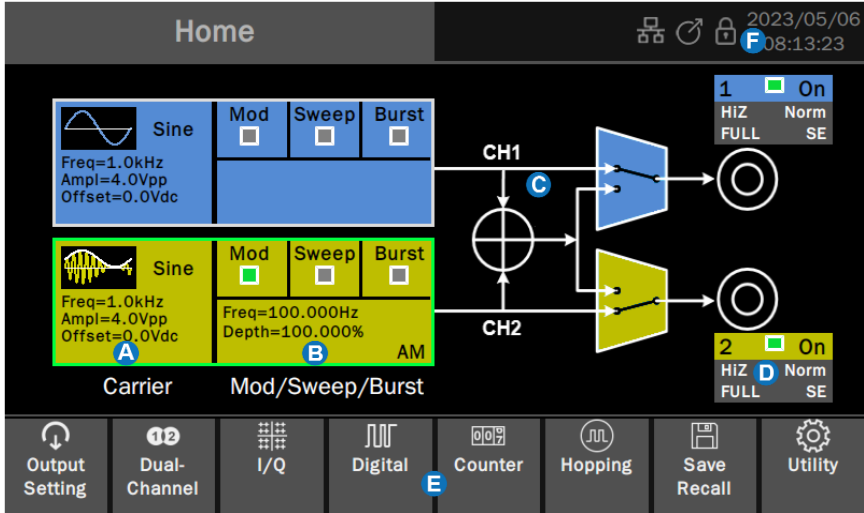 Home
2023/05/06
F
08:13:23
Sine
Mod
Sweep
Burst
Freq=1.0kHz
Ampl=4.0Vpp
Offset=0.0Vdc
CH1
C
1
On
HiZ
Norm
FULL
SE
Sine
Mod
Sweep
Burst
Freq=1.0kHz
Ampl=4.0Vpp
Offset=0.0Vdc
A
Freq=100.000Hz
Depth=100.000%
B
AM
CH2
2
On
HiZ
D
Norm
FULL
SE
Carrier
Mod/Sweep/Burst
Output
Setting
12
Dual-
Channel
I/Q
Digital
E
Counter
Hopping
Save
Recall
Utility